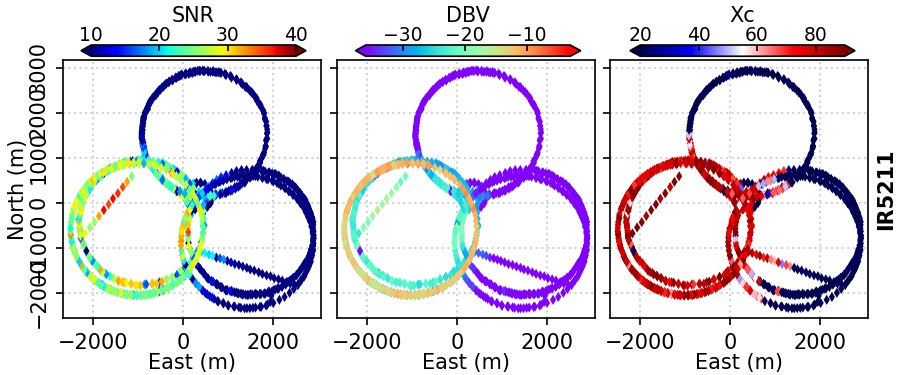 SNR DBV Xc
10 20 30 40 −30 −20 −10 20 40 60 80
3000
2000
1000
0
−1000
−2000
North (m)
IR5211
−2000 0 2000 −2000 0 2000 −2000 0 2000
East (m) East (m) East (m)